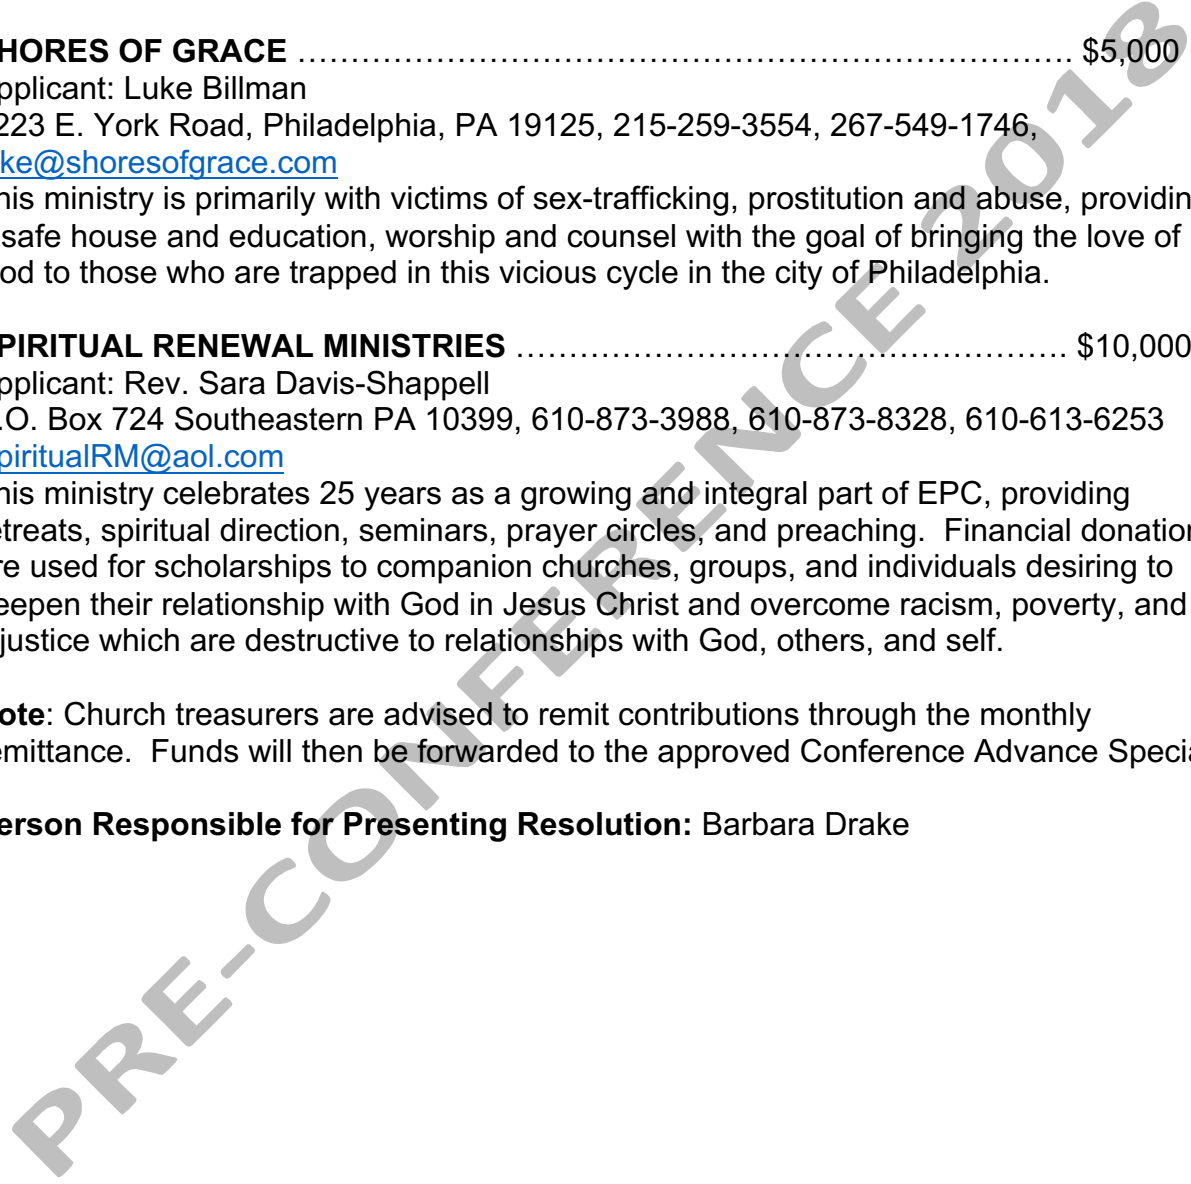 HORES OF GRACE ……………………………………………………………… $5,000
pplicant: Luke Billman
223 E. York Road, Philadelphia, PA 19125, 215-259-3554, 267-549-1746,
ke@shoresofgrace.com
his ministry is primarily with victims of sex-trafficking, prostitution and abuse, providin
safe house and education, worship and counsel with the goal of bringing the love of
od to those who are trapped in this vicious cycle in the city of Philadelphia.
PIRITUAL RENEWAL MINISTRIES …………………………………………… $10,000
pplicant: Rev. Sara Davis-Shappell
.O. Box 724 Southeastern PA 10399, 610-873-3988, 610-873-8328, 610-613-6253
piritualRM@aol.com
his ministry celebrates 25 years as a growing and integral part of EPC, providing
etreats, spiritual direction, seminars, prayer circles, and preaching.  Financial donation
re used for scholarships to companion churches, groups, and individuals desiring to
eepen their relationship with God in Jesus Christ and overcome racism, poverty, and
justice which are destructive to relationships with God, others, and self.
ote: Church treasurers are advised to remit contributions through the monthly
emittance.  Funds will then be forwarded to the approved Conference Advance Specia
erson Responsible for Presenting Resolution: Barbara Drake
PRE-CONFERENCE 2018